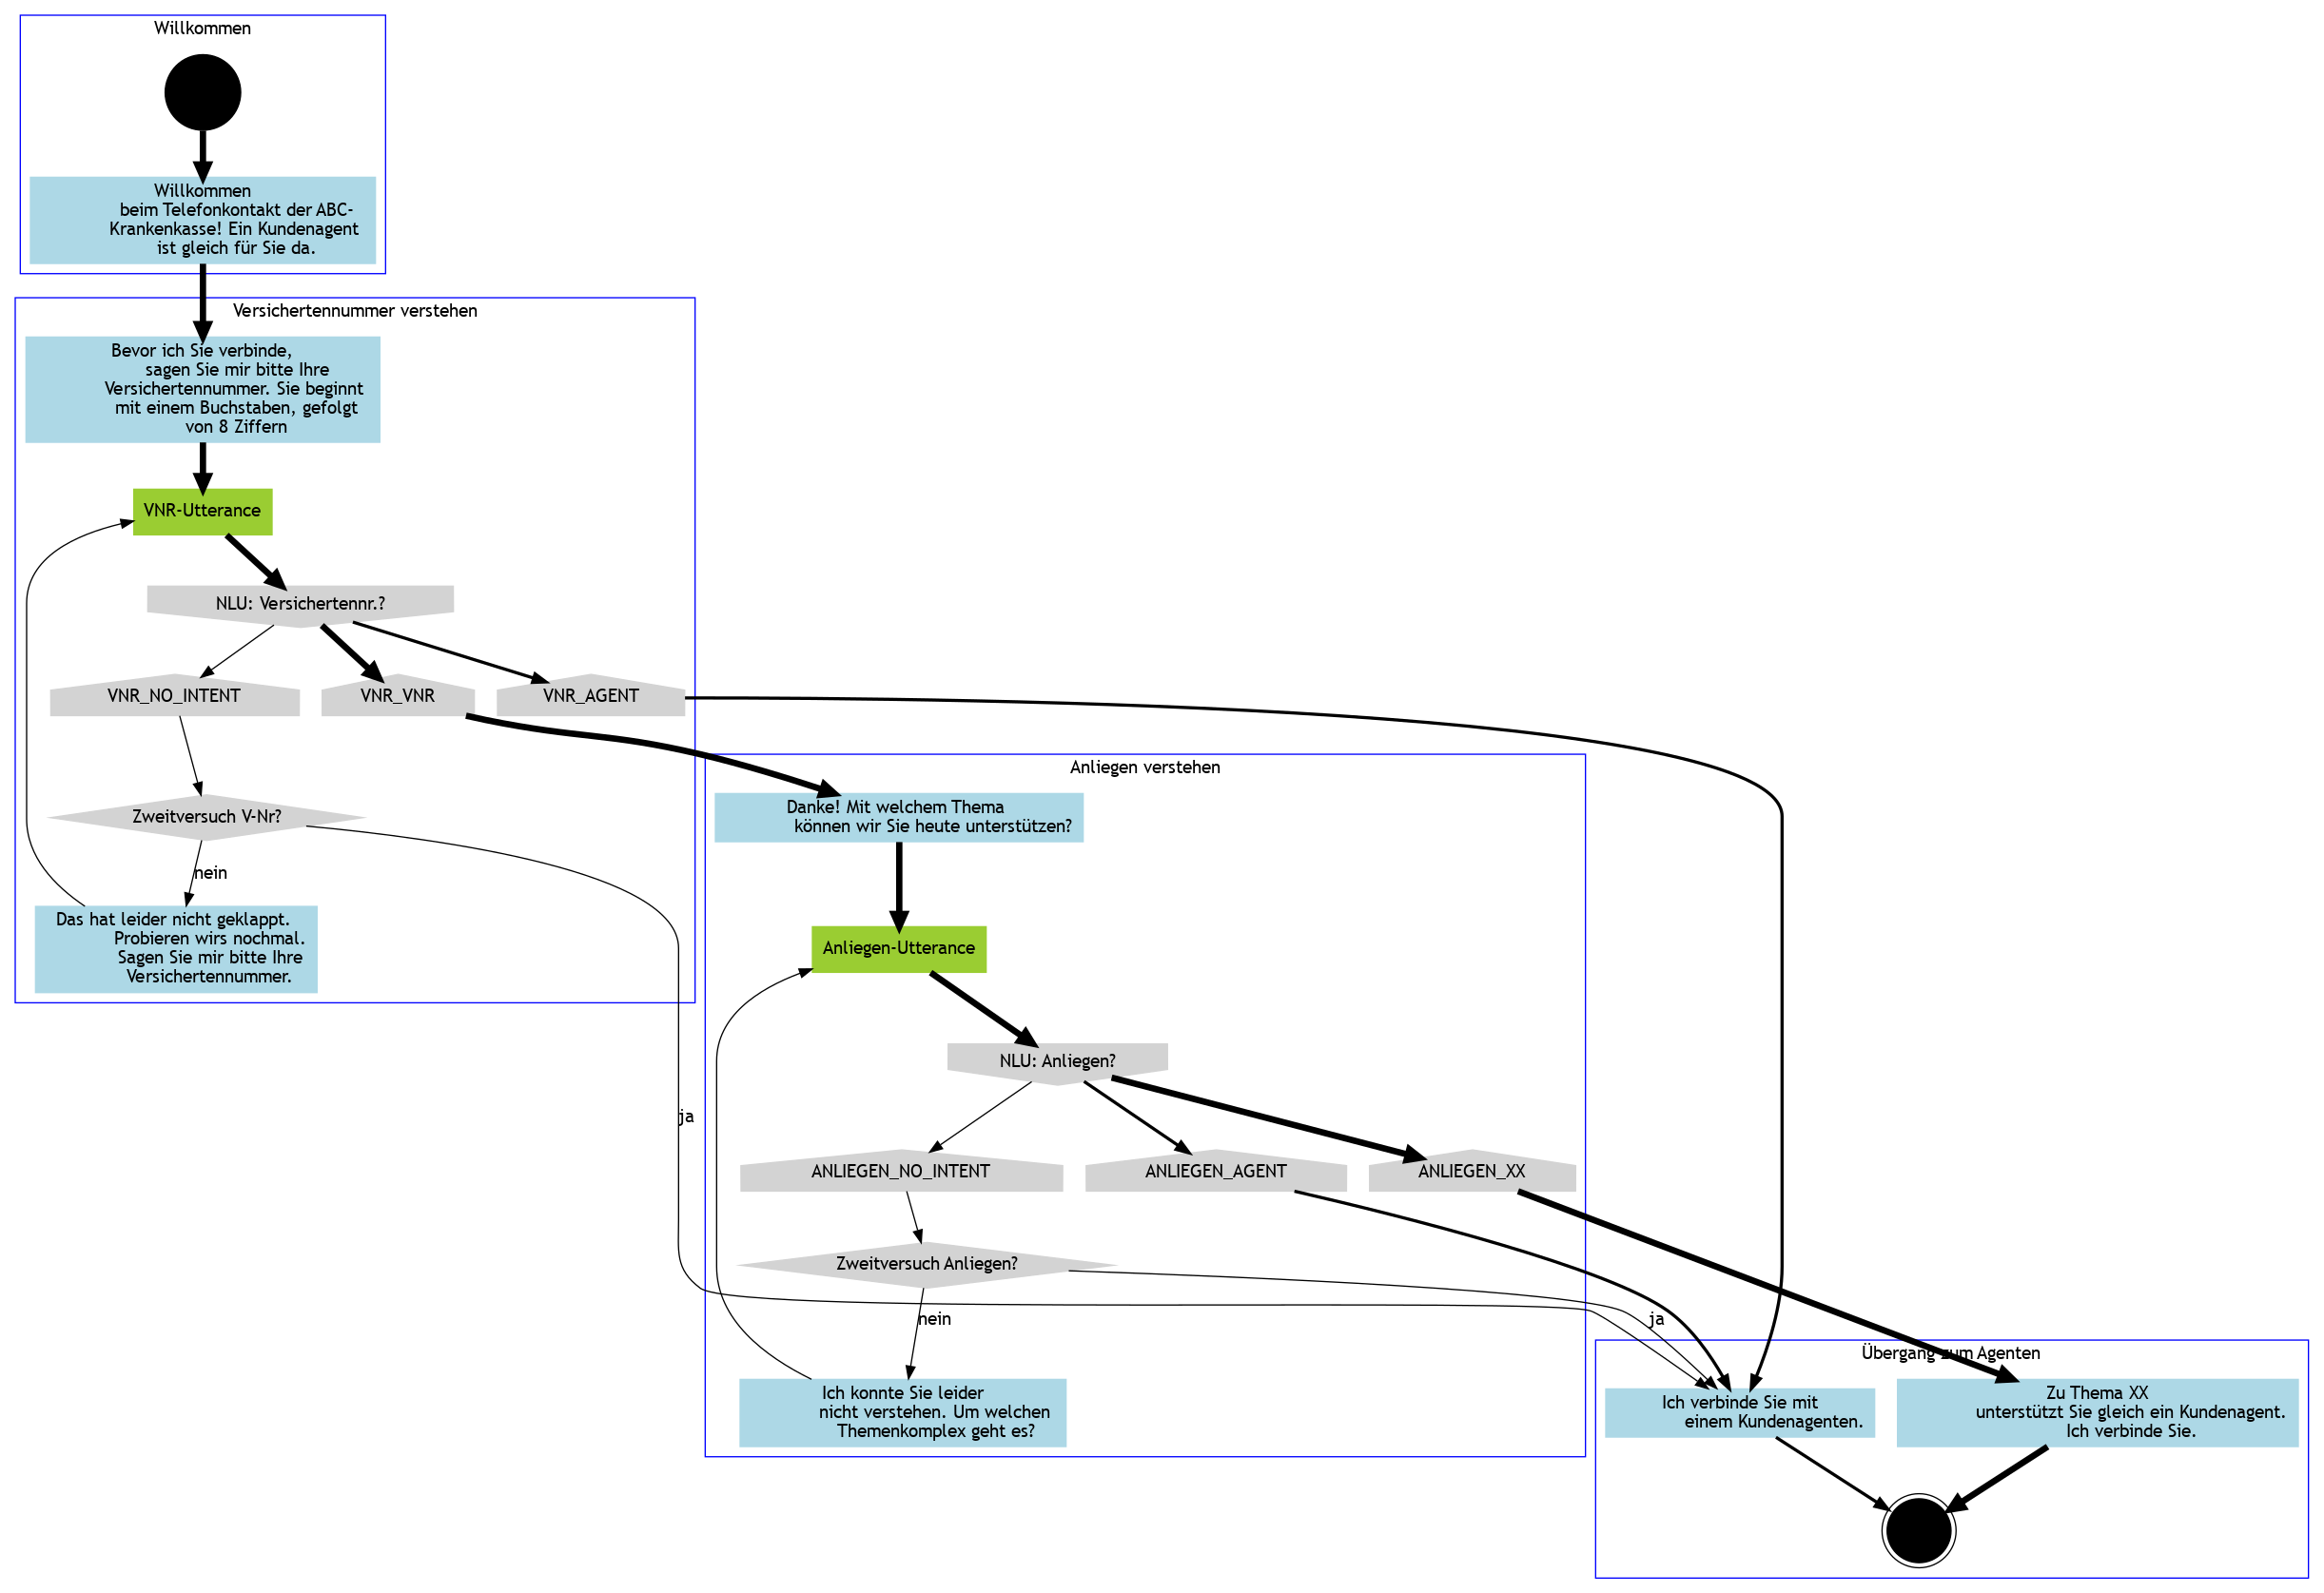 Willkommen
Willkommen
beim Telefonkontakt der ABC-
Krankenkasse! Ein Kundenagent
ist gleich für Sie da.
Versichertennummer verstehen
Bevor ich Sie verbinde,
sagen Sie mir bitte Ihre
Versichertennummer. Sie beginnt
mit einem Buchstaben, gefolgt
von 8 Ziffern
VNR-Utterance
NLU: Versichertennr.?
VNR_NO_INTENT
VNR_VNR
VNR_AGENT
Zweitversuch V-Nr?
nein
Das hat leider nicht geklappt.
Probieren wirs nochmal.
Sagen Sie mir bitte Ihre
Versichertennummer.
ja
Anliegen verstehen
Danke! Mit welchem Thema
können wir Sie heute unterstützen?
Anliegen-Utterance
NLU: Anliegen?
ANLIEGEN_NO_INTENT
ANLIEGEN_AGENT
ANLIEGEN_XX
Zweitversuch Anliegen?
nein
ja
Ich konnte Sie leider
nicht verstehen. Um welchen
Themenkomplex geht es?
Übergang zum Agenten
Ich verbinde Sie mit
einem Kundenagenten.
Zu Thema XX
unterstützt Sie gleich ein Kundenagent.
Ich verbinde Sie.